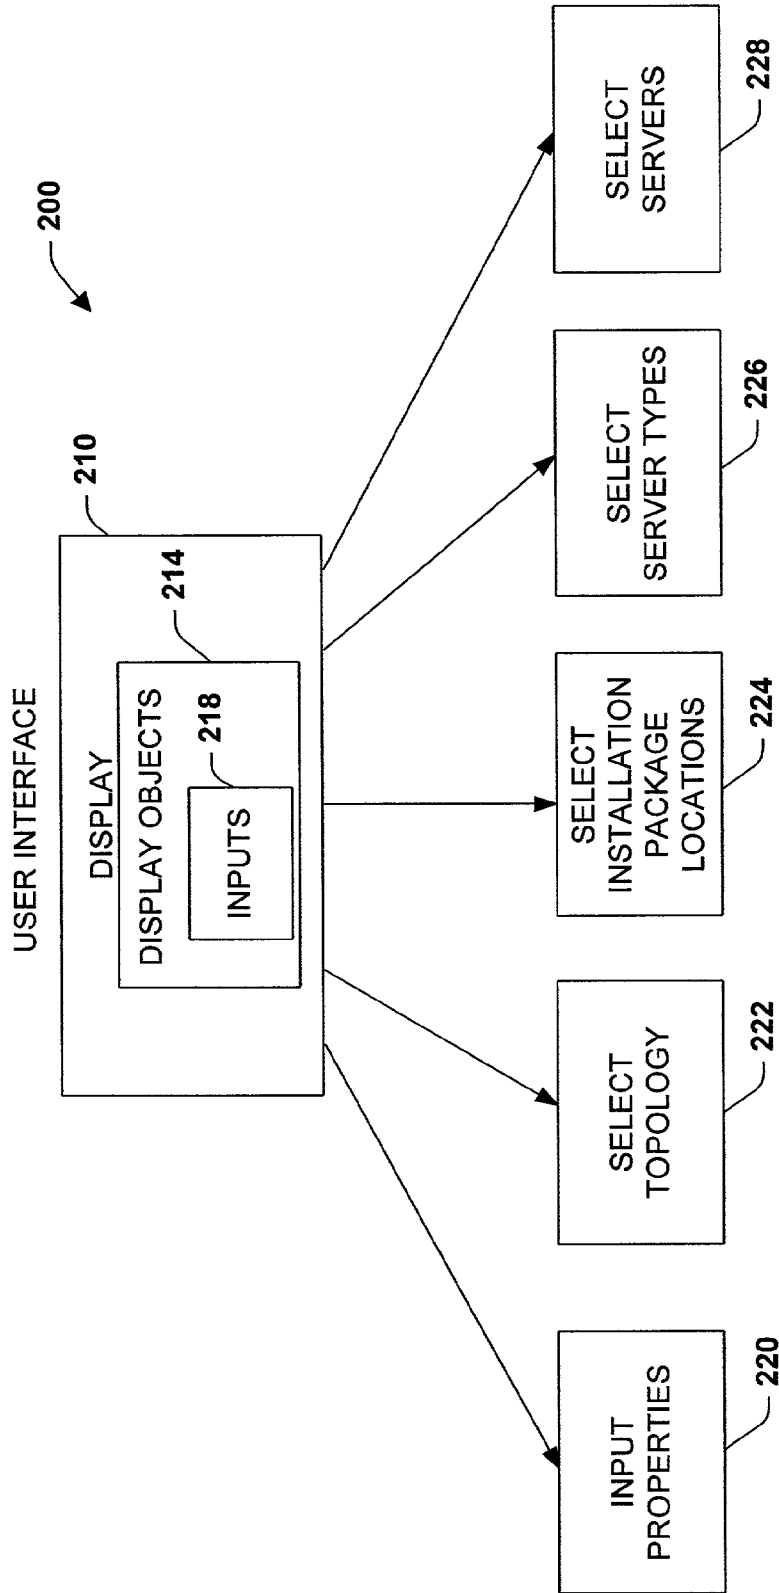 USER INTERFACE
200
210
DISPLAY
214
DISPLAY OBJECTS
218
INPUTS
INPUT
PROPERTIES
220
SELECT
TOPOLOGY
222
SELECT
INSTALLATION
PACKAGE
LOCATIONS
224
SELECT
SERVER TYPES
226
SELECT
SERVERS
228